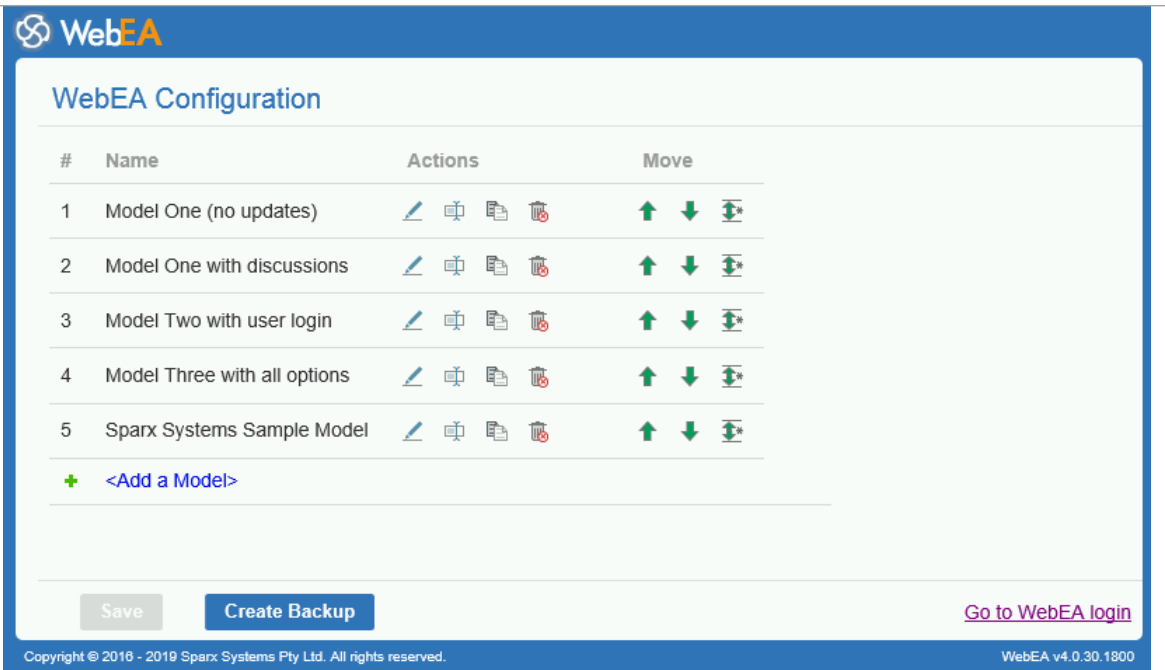 WebEA
WebEA Configuration
# Name Actions Move
1 Model One (no updates)
2 Model One with discussions
3 Model Two with user login
4 Model Three with all options
5 Sparx Systems Sample Model
<Add a Model>
Save Create Backup Go to WebEA login
Copyright © 2016 - 2019 Sparx Systems Pty Ltd. All rights reserved. WebEA v4.0.30.1800